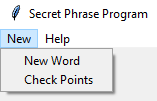 Secret Phrase Program
New Help
New Word
Check Points